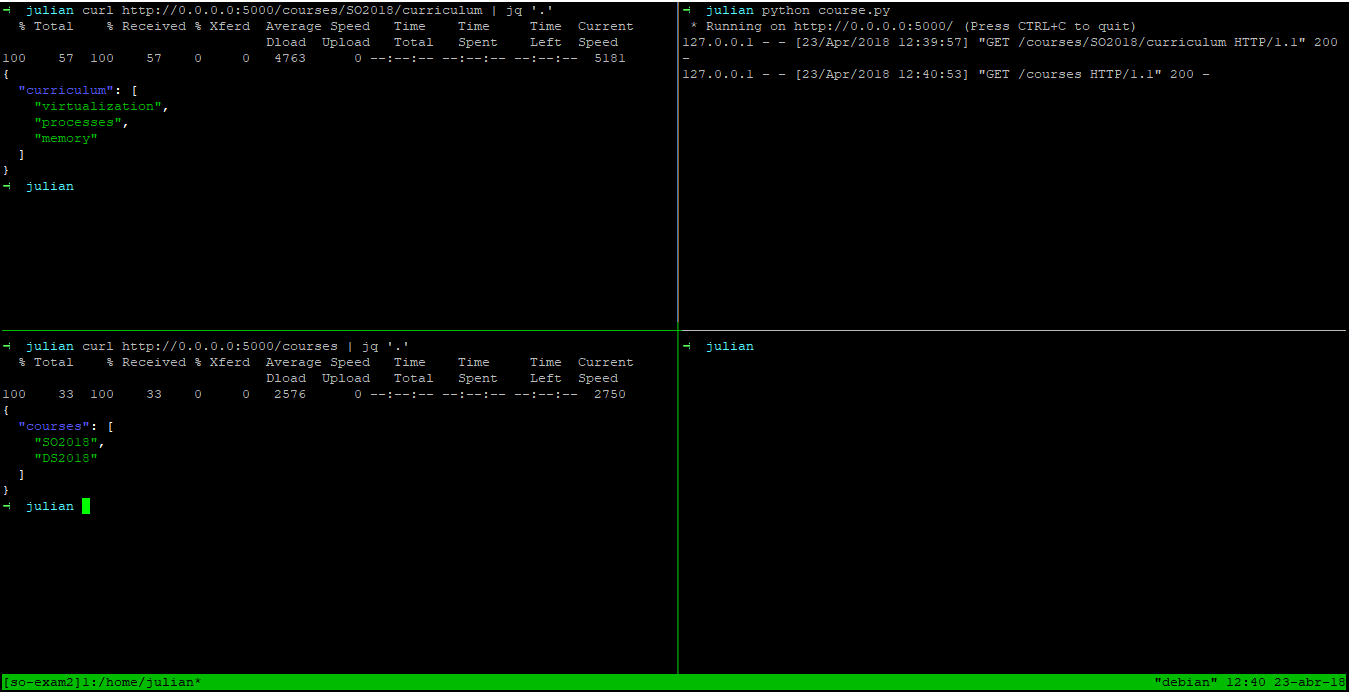 julian curl http://0.0.0.0:5000/courses/SO2018/curriculum | jq '.'
  % Total    % Received % Xferd  Average Speed   Time    Time     Time  Current
                                 Dload  Upload   Total   Spent    Left  Speed
100    57  100    57    0     0   4763      0 --:--:-- --:--:-- --:--:--  5181
{
  "curriculum": [
    "virtualization",
    "processes",
    "memory"
  ]
}
julian
julian python course.py
 * Running on http://0.0.0.0:5000/ (Press CTRL+C to quit)
127.0.0.1 - - [23/Apr/2018 12:39:57] "GET /courses/SO2018/curriculum HTTP/1.1" 200
-
127.0.0.1 - - [23/Apr/2018 12:40:53] "GET /courses HTTP/1.1" 200 -
julian curl http://0.0.0.0:5000/courses | jq '.'
  % Total    % Received % Xferd  Average Speed   Time    Time     Time  Current
                                 Dload  Upload   Total   Spent    Left  Speed
100    33  100    33    0     0   2576      0 --:--:-- --:--:-- --:--:--  2750
{
  "courses": [
    "SO2018",
    "DS2018"
  ]
}
julian
julian
[so-exam2]1:/home/julian* "debian" 12:40 23-abr-18